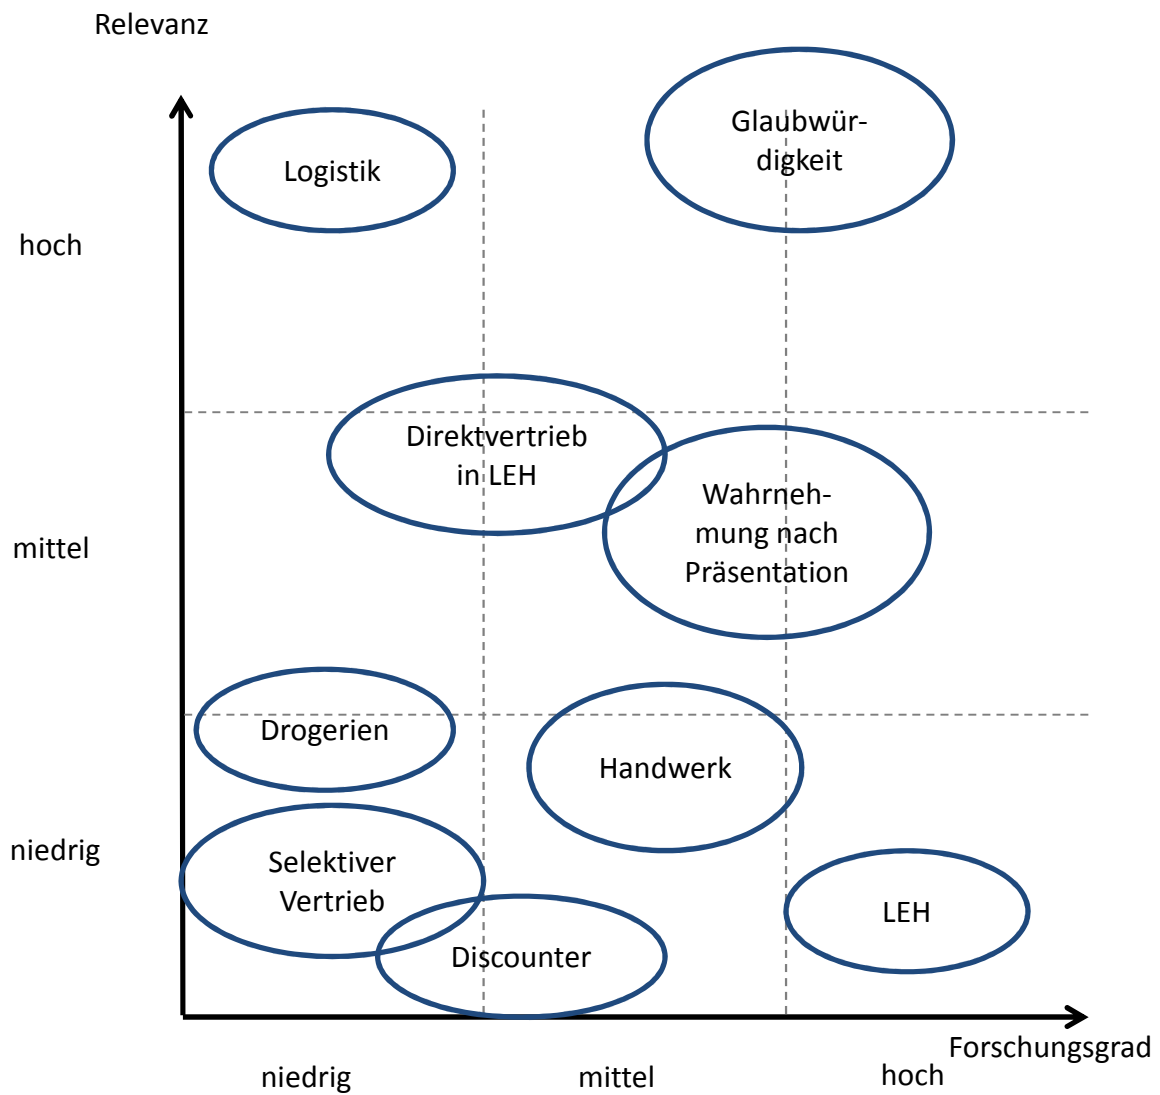 Relevanz
Glaubwür-
digkeit
Logistik
hoch
Direktvertrieb
in LEH
Wahrneh-
mung nach
Präsentation
mittel
Drogerien
Handwerk
niedrig
Selektiver
Vertrieb
LEH
Discounter
Forschungsgrad
niedrig
mittel
hoch